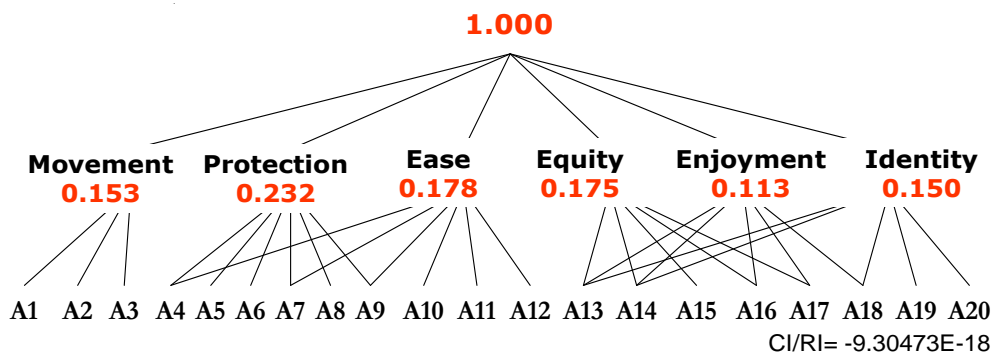 1.000
Movement Protection Ease Equity Enjoyment Identity
0.153 0.232 0.178 0.175 0.113 0.150
A1 A2 A3 A4 A5 A6 A7 A8 A9 A10 A11 A12 A13 A14 A15 A16 A17 A18 A19 A20
CI/RI= -9.30473E-18